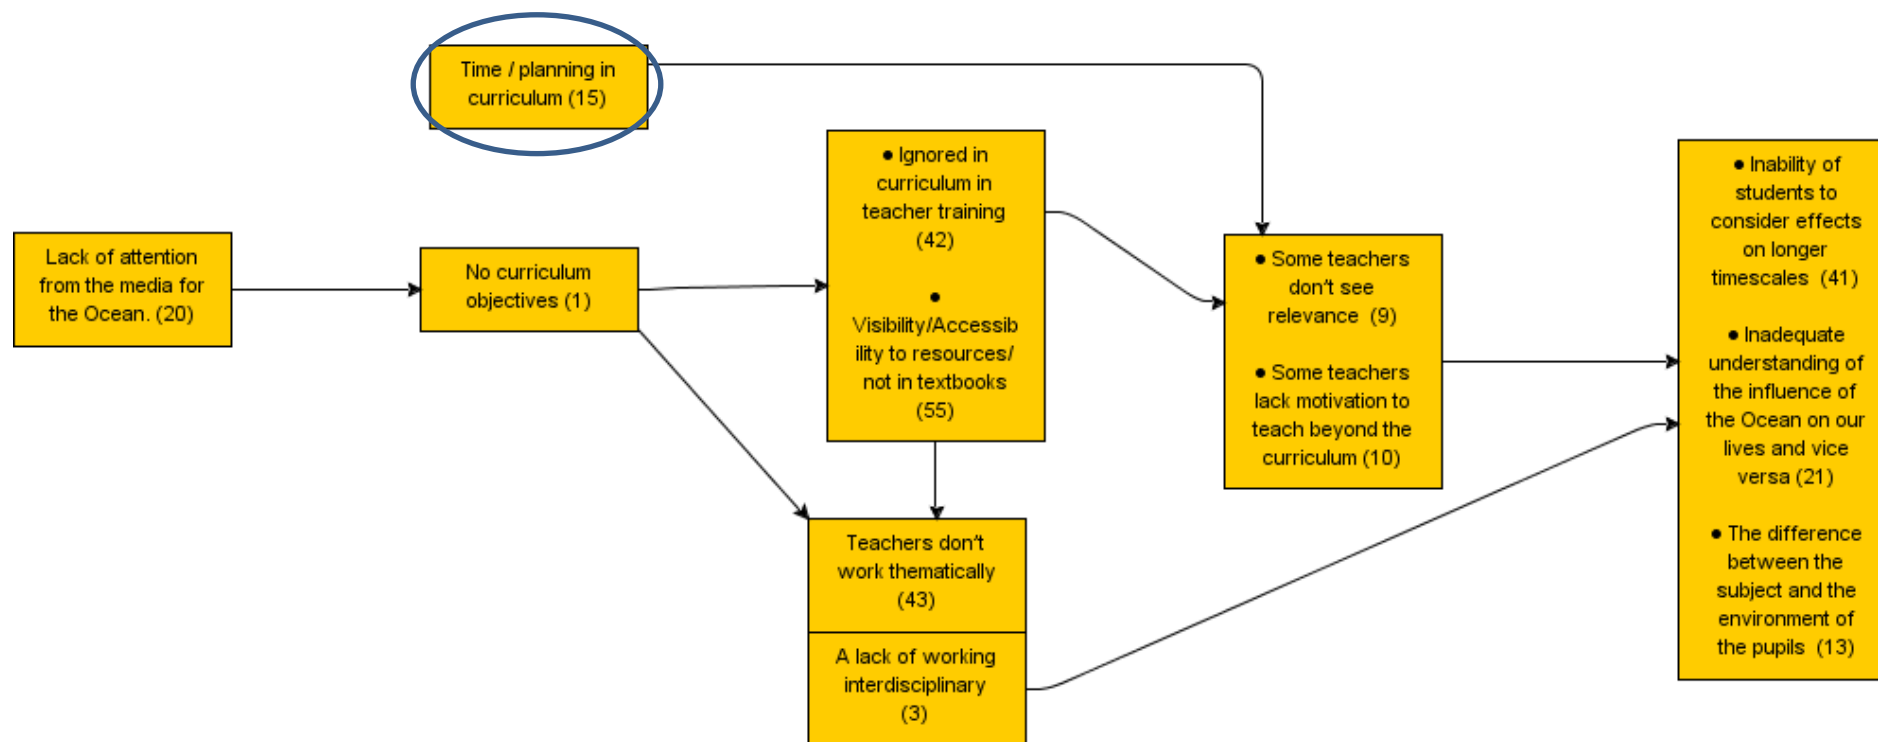 Time / planning in
curriculum (15)
Lack of attention
from the media for
the Ocean. (20)
No curriculum
objectives (1)
● Ignored in
curriculum in
teacher training
(42)
●
Visibility/Accessib
ility to resources/
not in textbooks
(55)
Teachers don't
work thematically
(43)
A lack of working
interdisciplinary
(3)
● Some teachers
don't see
relevance (9)
● Some teachers
lack motivation to
teach beyond the
curriculum (10)
● Inability of
students to
consider effects
on longer
timescales (41)
● Inadequate
understanding of
the influence of
the Ocean on our
lives and vice
versa (21)
● The difference
between the
subject and the
environment of
the pupils (13)